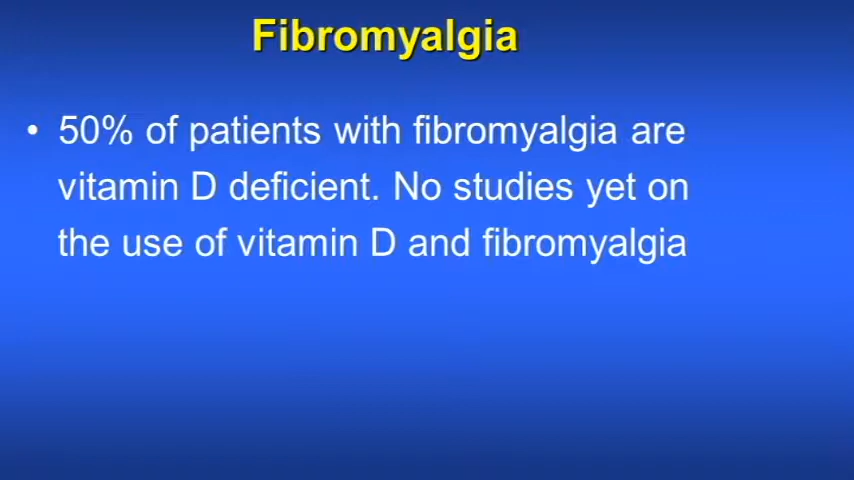 Fibromyalgia
• 50% of patients with fibromyalgia are
vitamin D deficient. No studies yet on
the use of vitamin D and fibromyalgia